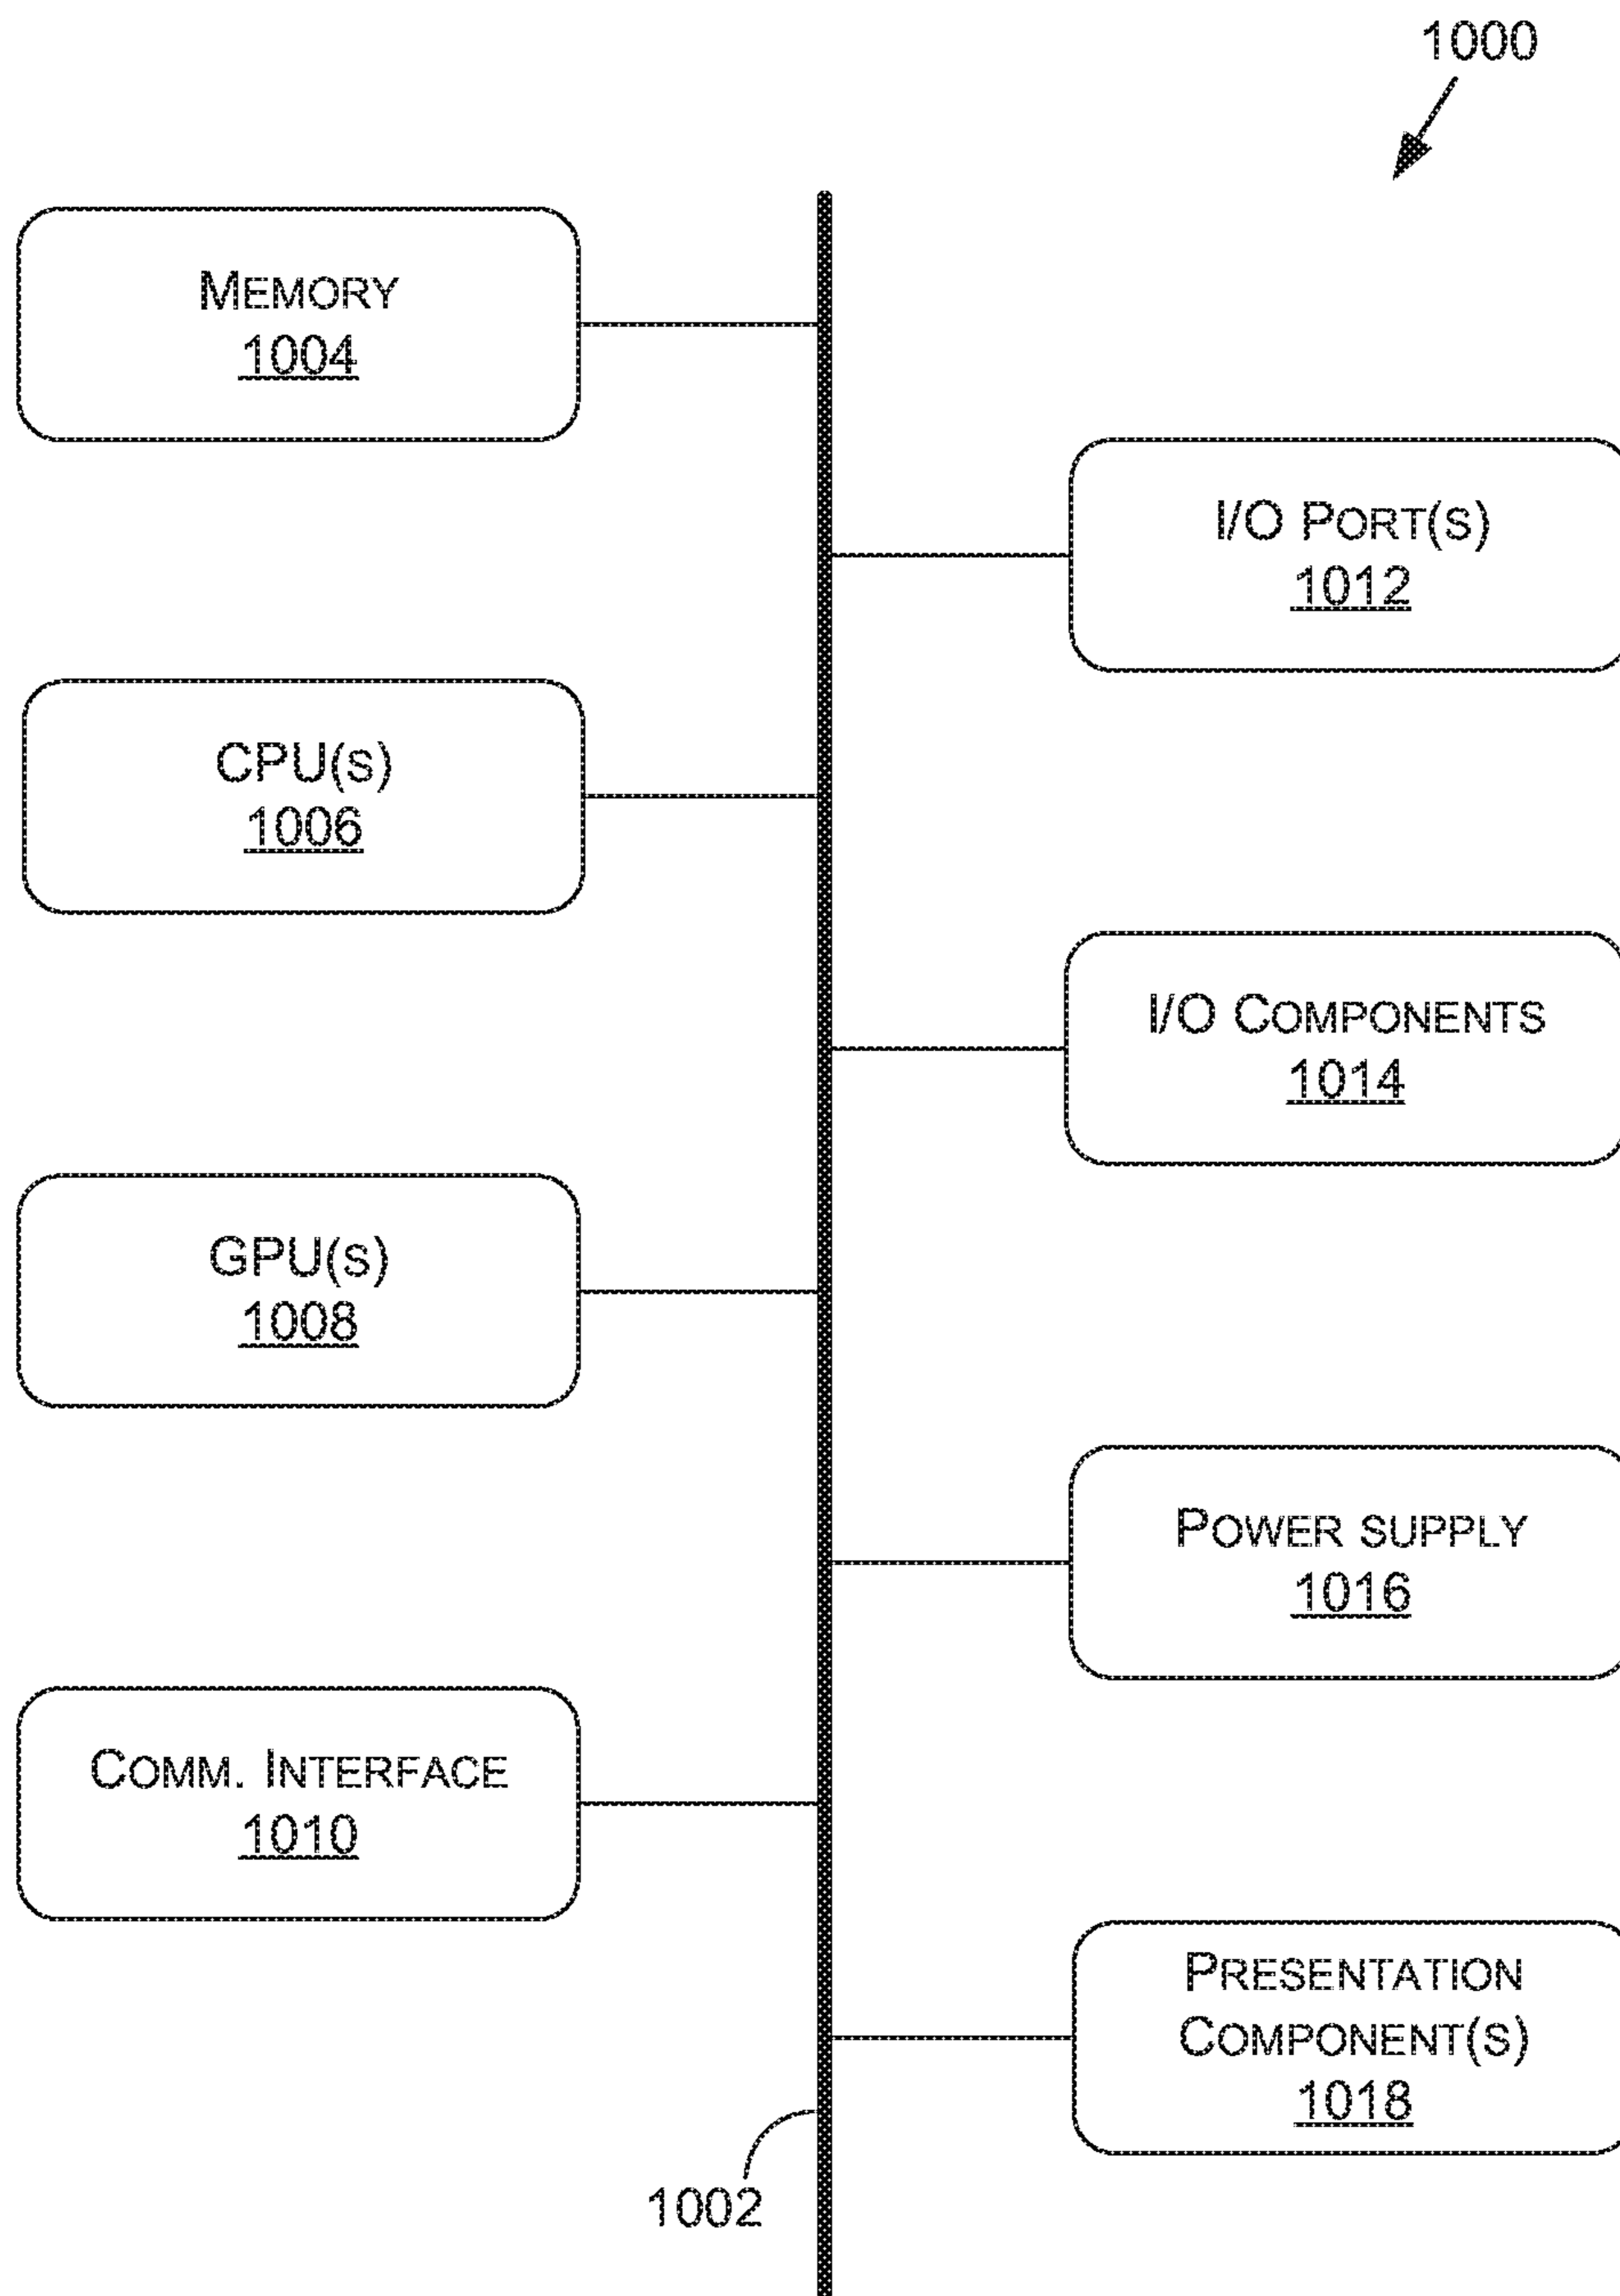 1000
MEMORY
1004
I/O PORT(S)
1012
CPU(S)
1006
I/O COMPONENTS
1014
GPU(S)
1008
POWER SUPPLY
1016
COMM. INTERFACE
1010
PRESENTATION
COMPONENT(S)
1018
1002